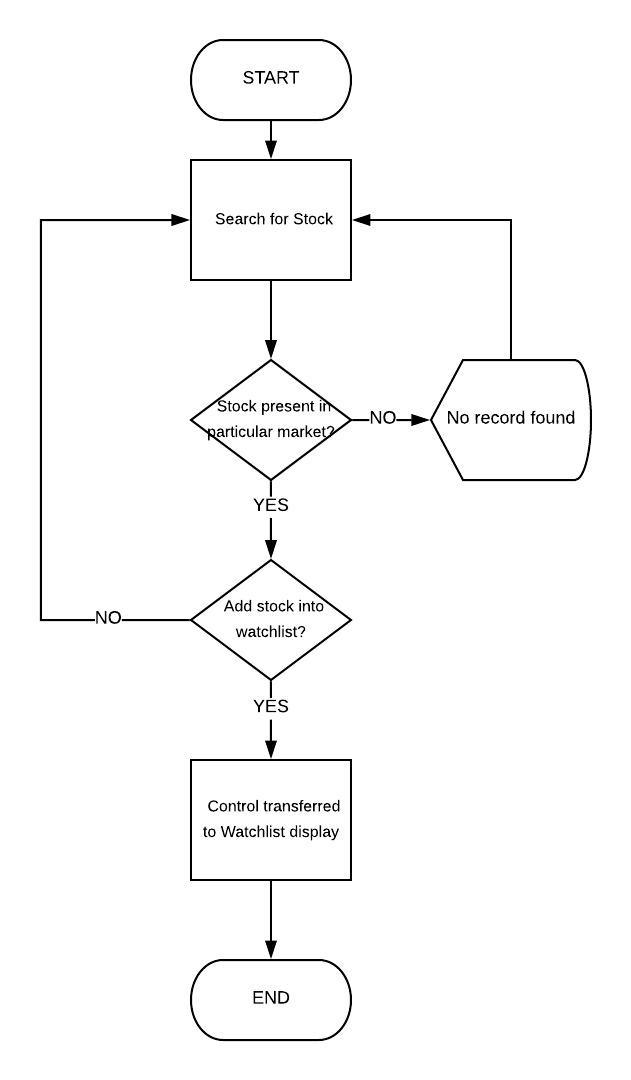 START
Search for Stock
Stock present in
particular market?
NO
No record found
YES
Add stock into
watchlist?
NO
YES
Control transferred
to Watchlist display
END